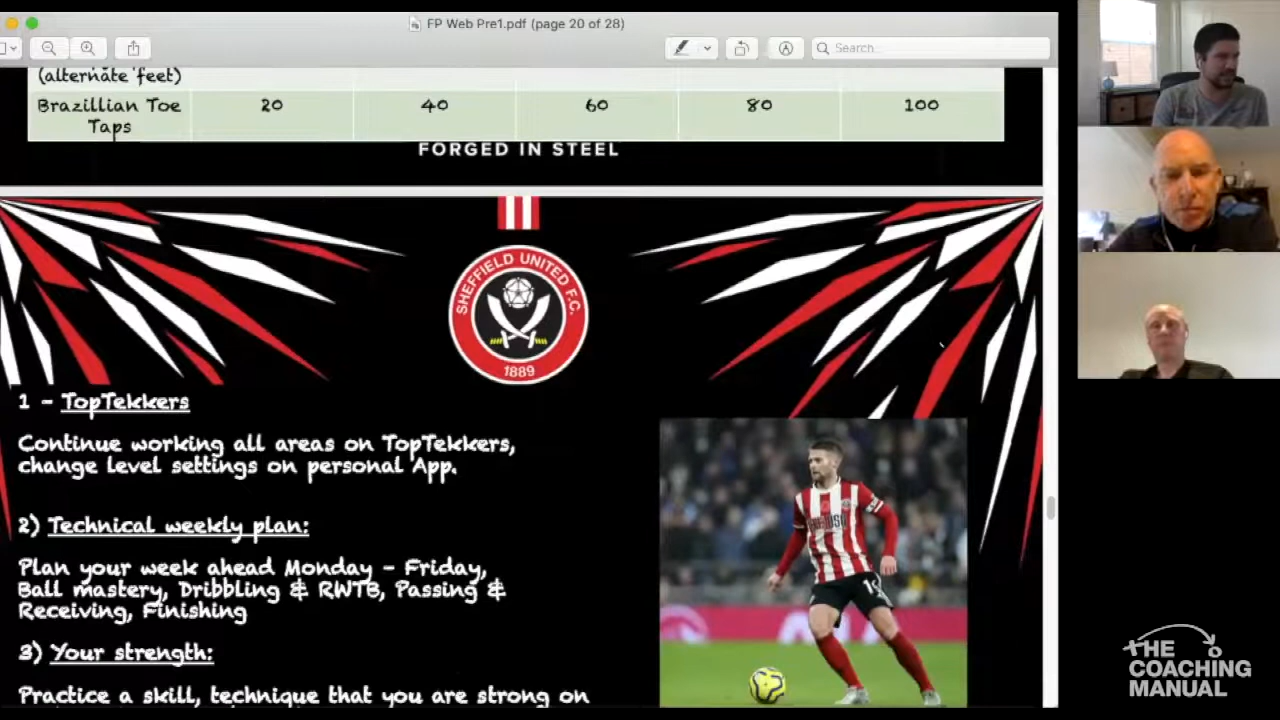 FP Web Pre1.pdf (page 20 of 28)
Search
(alternate feet)
Brazillian Toe Taps 20 40 60 80 100
FORGED IN STEEL
SHEFFIELD UNITED F.C.
1889
1 - TopTekkers
Continue working all areas on TopTekkers,
change level settings on personal App.
2) Technical weekly plan:
Plan your week ahead Monday - Friday,
Ball mastery, Dribbling & RWTB, Passing &
Receiving, Finishing
3) Your strength:
Practice a skill, technique that you are strong on
THE
COACHING
MANUAL